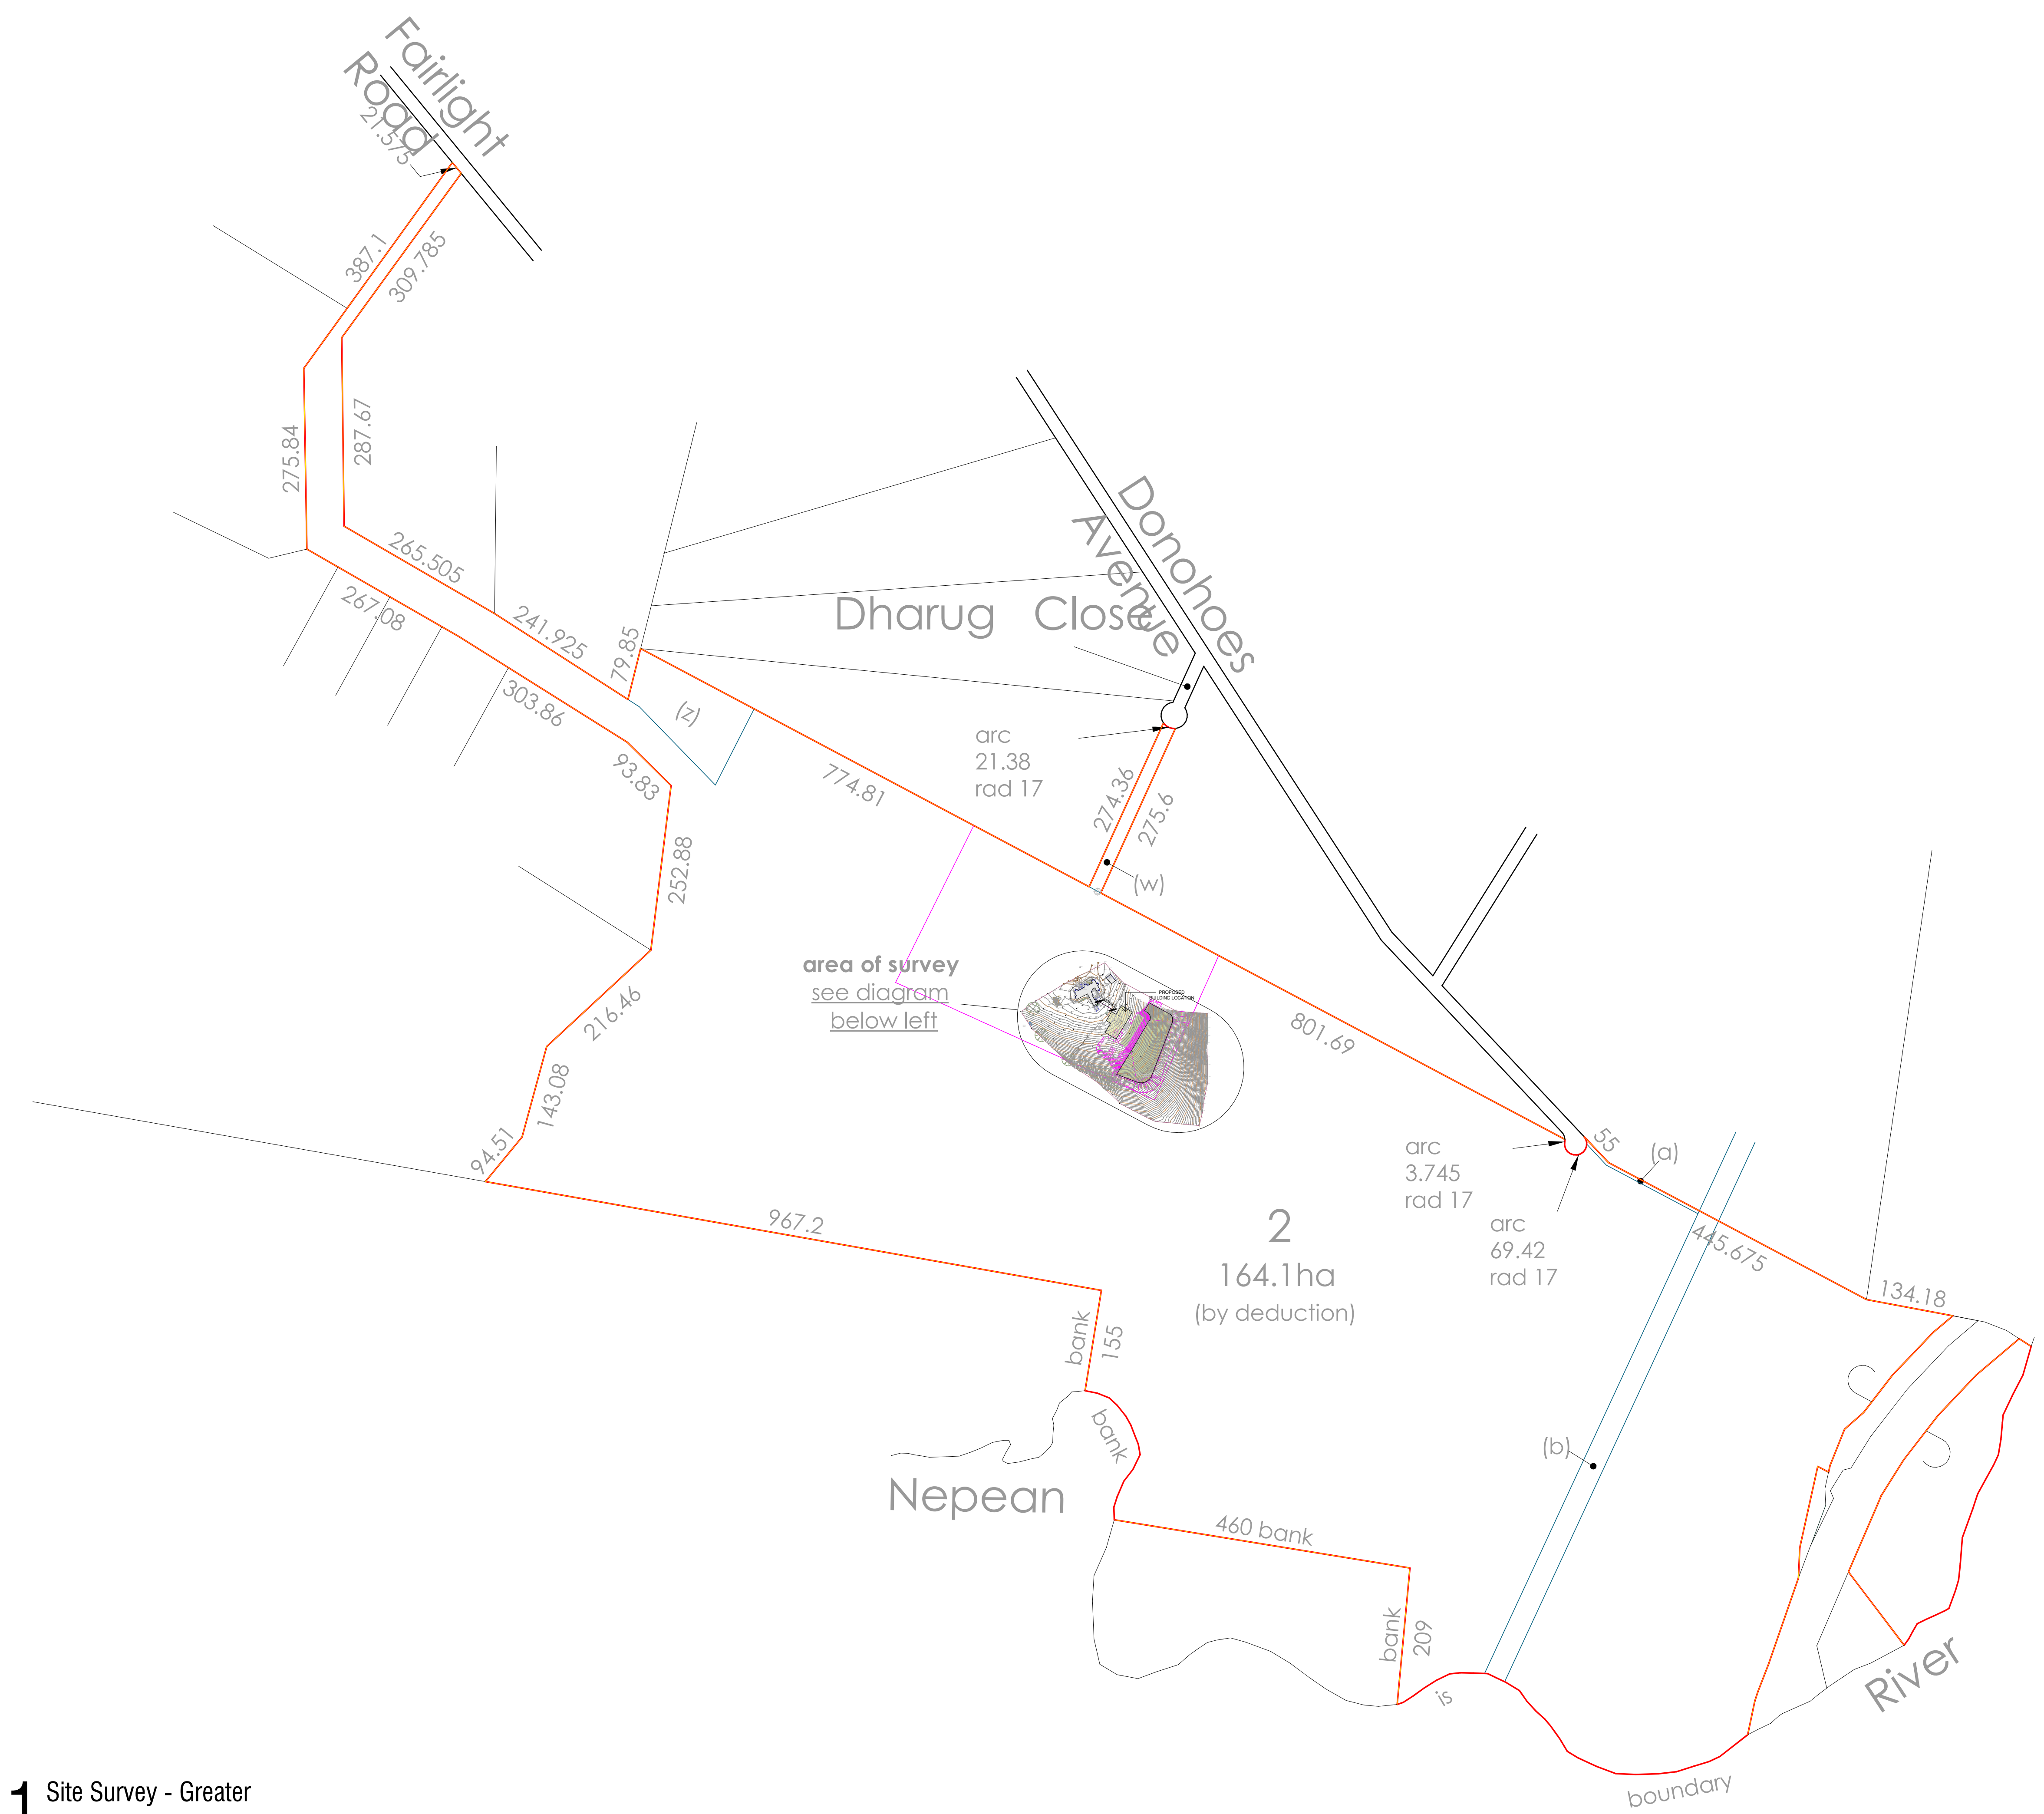 Fairlight
Road
21.575
387.1
309.785
275.84
287.67
265.505
267.08
241.925
79.85
303.86
(z)
93.83
774.81
252.88
216.46
143.08
94.51
Donohoes
Avenue
Dharug Close
arc
21.38
rad 17
274.36
275.6
(w)
area of survey
see diagram
below left
PROPOSED
BUILDING LOCATION
801.69
arc
3.745
rad 17
55
(a)
arc
69.42
rad 17
445.675
134.18
967.2
2
164.1ha
(by deduction)
bank
155
bank
Nepean
(b)
460 bank
bank
209
is
River
boundary
1 Site Survey - Greater